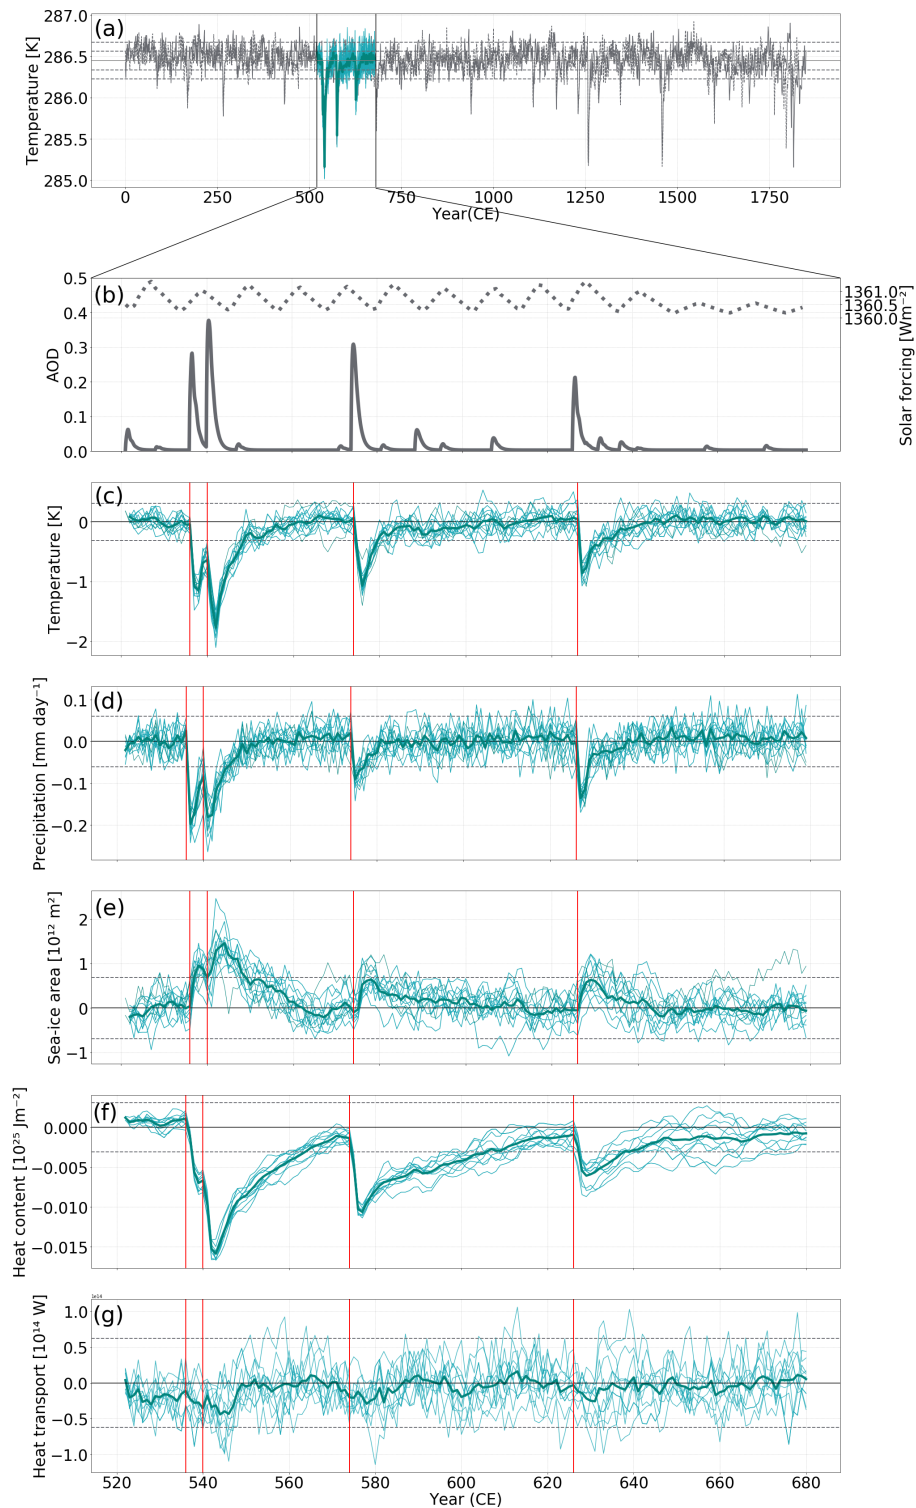 (a)
Temperature [K]
287.0
286.5
286.0
285.5
285.0
0
250
500
750
1000
1250
1500
1750
Year(CE)
(b)
AOD
0.5
0.4
0.3
0.2
0.1
0.0
1361.0
1360.5
1360.0
Solar forcing [Wm⁻²]
(c)
Temperature [K]
0
−1
−2
(d)
Precipitation [mm day⁻¹]
0.1
0.0
−0.1
−0.2
(e)
Sea-ice area [10¹² m²]
2
1
0
−1
(f)
Heat content [10²⁵ Jm⁻²]
0.000
−0.005
−0.010
−0.015
1e14
(g)
Heat transport [10¹⁴ W]
1.0
0.5
0.0
−0.5
−1.0
520
540
560
580
600
620
640
660
680
Year (CE)